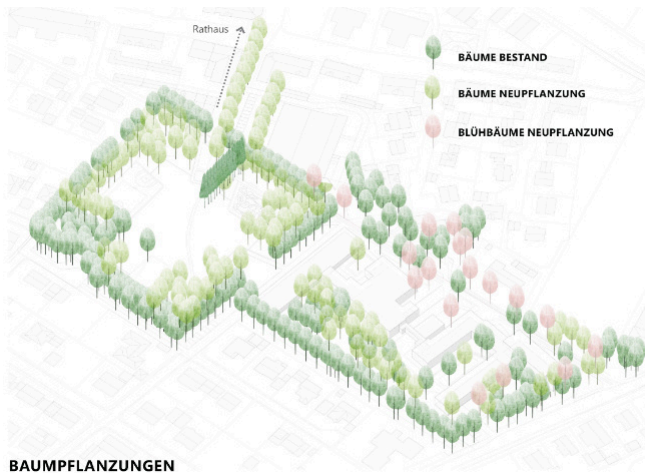 Rathaus
BÄUME BESTAND
BÄUME NEUPFLANZUNG
BLÜHBÄUME NEUPFLANZUNG
BAUMPFLANZUNGEN